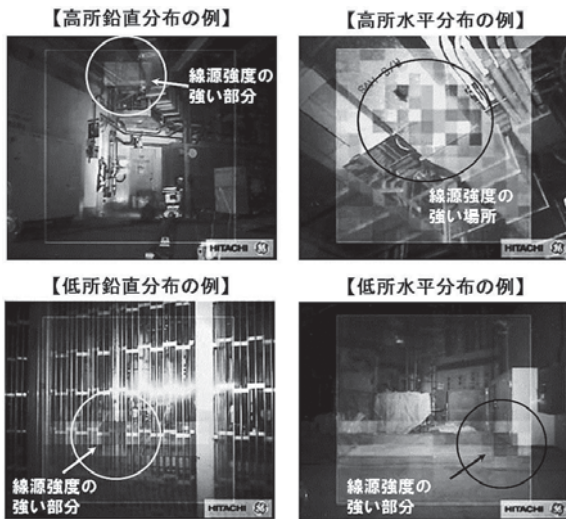 【高所鉛直分布の例】
線源強度の
強い部分
HITACHI
【高所水平分布の例】
線源強度の
強い場所
HITACHI
【低所鉛直分布の例】
線源強度の
強い部分
HITACHI
【低所水平分布の例】
線源強度の
強い部分
HITACHI